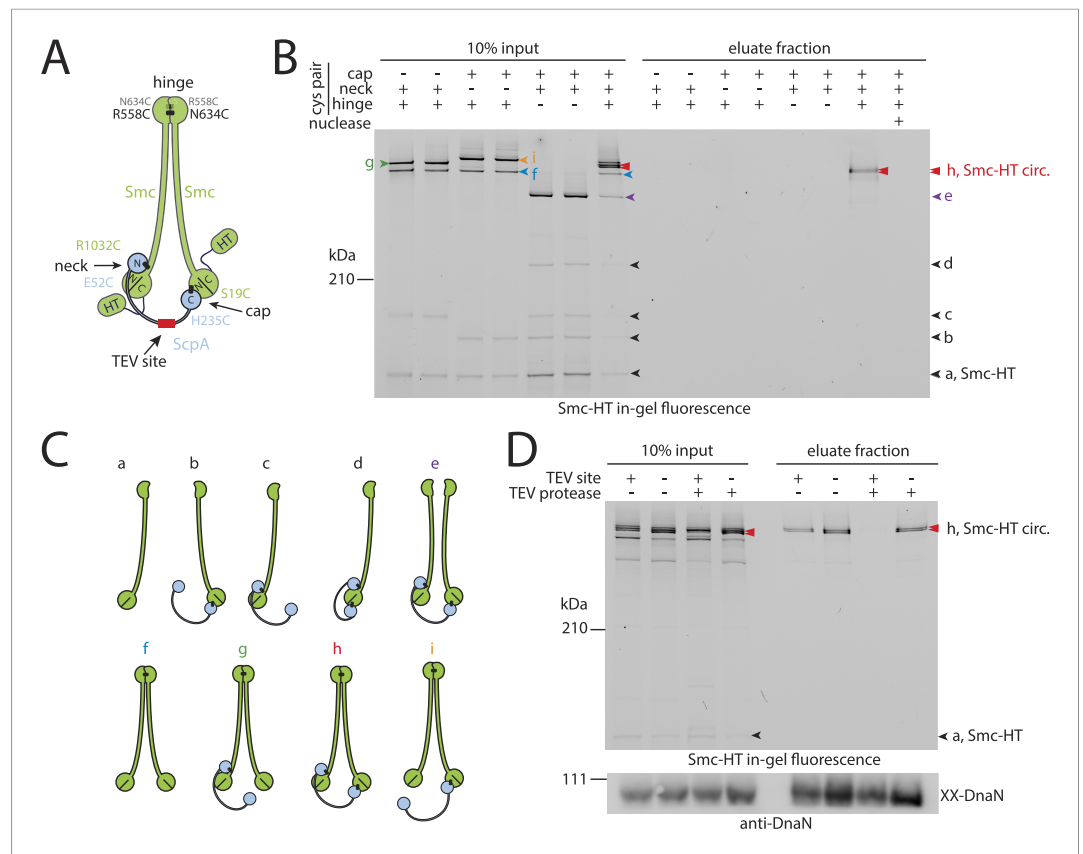 A
hinge
N634C R558C
R558C N634C
Smc Smc
HT
R1032C
neck
N
N
C
E52C
N
C
S19C
C
HT
cap
H235C
ScpA
TEV site
B
10% input eluate fraction
cys pair
cap - - + + + + + - - + + + + + +
neck + + - - + + + + + - - + + + +
hinge + + + + - - + + + + + - - + +
nuclease +
g
i
f
h, Smc-HT circ.
e
kDa
210
d
c
b
a, Smc-HT
Smc-HT in-gel fluorescence
C
a b c d e
f g h i
D
10% input eluate fraction
TEV site + - + - + - + -
TEV protease - - + + - - + +
h, Smc-HT circ.
kDa
210
a, Smc-HT
Smc-HT in-gel fluorescence
111
XX-DnaN
anti-DnaN